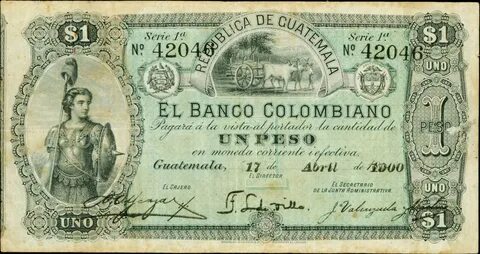 $1 Serie 1ª REPÚBLICA DE GUATEMALA Serie 1ª $1
Nº 42046 Nº 42046
UNO
EL BANCO COLOMBIANO
Pagará a la vista al portador la cantidad de
UN PESO
en moneda corriente i efectiva.
1 PESO
Guatemala, 17 de Abril de 1900
EL CAJERO
EL DIRECTOR
EL SECRETARIO
DE LA JUNTA ADMINISTRATIVA.
UNO
UNO
$1